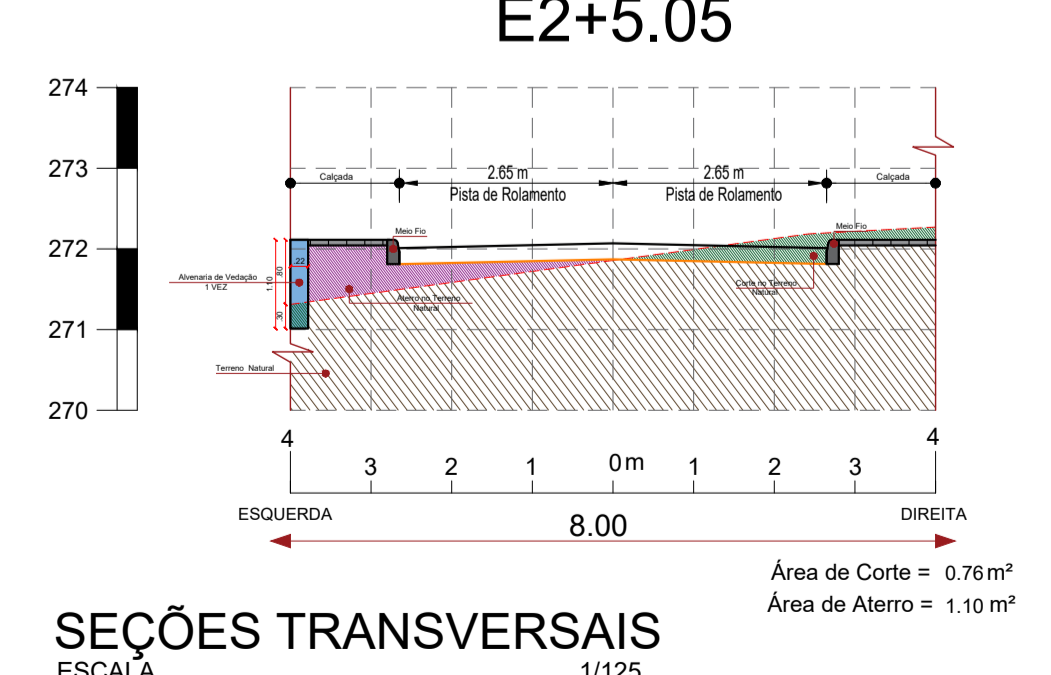 E2+5.05
274
273
272
271
270
Calçada
2.65 m
Pista de Rolamento
2.65 m
Pista de Rolamento
Calçada
Meio Fio
Meio Fio
.22
.80
1.10
.30
Alvenaria de Vedação
1 VEZ
Aterro no Terreno
Natural
Corte no Terreno
Natural
Terreno Natural
4
3
2
1
0m
1
2
3
4
ESQUERDA
DIREITA
8.00
Área de Corte = 0.76 m²
Área de Aterro = 1.10 m²
SEÇÕES TRANSVERSAIS
ESCALA 1/125